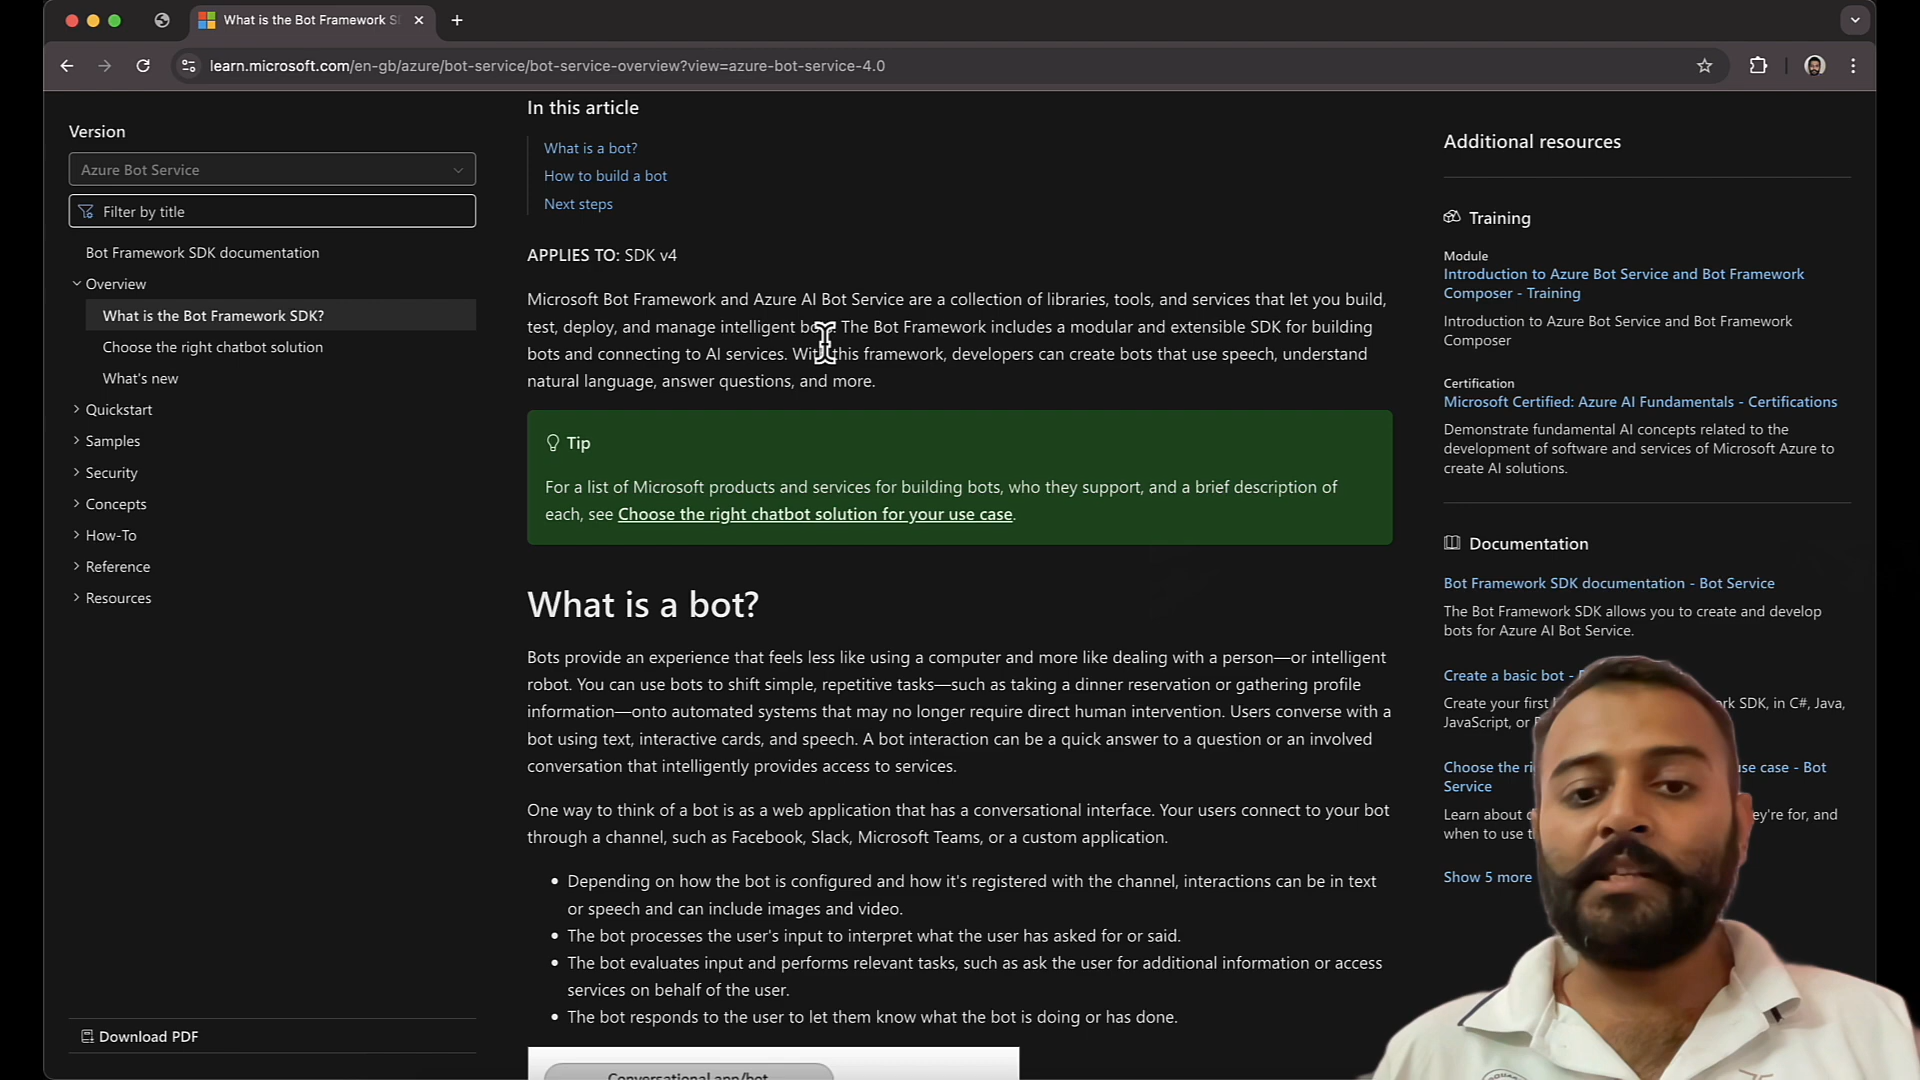 What is the Bot Framework S
learn.microsoft.com/en-gb/azure/bot-service/bot-service-overview?view=azure-bot-service-4.0
Version
Azure Bot Service
Filter by title
Bot Framework SDK documentation
Overview
What is the Bot Framework SDK?
Choose the right chatbot solution
What's new
Quickstart
Samples
Security
Concepts
How-To
Reference
Resources
Download PDF
In this article
What is a bot?
How to build a bot
Next steps
APPLIES TO: SDK v4
Microsoft Bot Framework and Azure AI Bot Service are a collection of libraries, tools, and services that let you build,
test, deploy, and manage intelligent The Bot Framework includes a modular and extensible SDK for building
bots and connecting to AI services. With this framework, developers can create bots that use speech, understand
natural language, answer questions, and more.
Tip
For a list of Microsoft products and services for building bots, who they support, and a brief description of
each, see Choose the right chatbot solution for your use case.
What is a bot?
Bots provide an experience that feels less like using a computer and more like dealing with a person—or intelligent
robot. You can use bots to shift simple, repetitive tasks—such as taking a dinner reservation or gathering profile
information—onto automated systems that may no longer require direct human intervention. Users converse with a
bot using text, interactive cards, and speech. A bot interaction can be a quick answer to a question or an involved
conversation that intelligently provides access to services.
One way to think of a bot is as a web application that has a conversational interface. Your users connect to your bot
through a channel, such as Facebook, Slack, Microsoft Teams, or a custom application.
• Depending on how the bot is configured and how it's registered with the channel, interactions can be in text
or speech and can include images and video.
• The bot processes the user's input to interpret what the user has asked for or said.
• The bot evaluates input and performs relevant tasks, such as ask the user for additional information or access
services on behalf of the user.
• The bot responds to the user to let them know what the bot is doing or has done.
Conversational app/bot
Additional resources
Training
Module
Introduction to Azure Bot Service and Bot Framework
Composer - Training
Introduction to Azure Bot Service and Bot Framework
Composer
Certification
Microsoft Certified: Azure AI Fundamentals - Certifications
Demonstrate fundamental AI concepts related to the
development of software and services of Microsoft Azure to
create AI solutions.
Documentation
Bot Framework SDK documentation - Bot Service
The Bot Framework SDK allows you to create and develop
bots for Azure AI Bot Service.
Create a basic bot -
Create your first rk SDK, in C#, Java,
JavaScript, or
Choose the ri use case - Bot
Service
Learn about ey're for, and
when to use t
Show 5 more